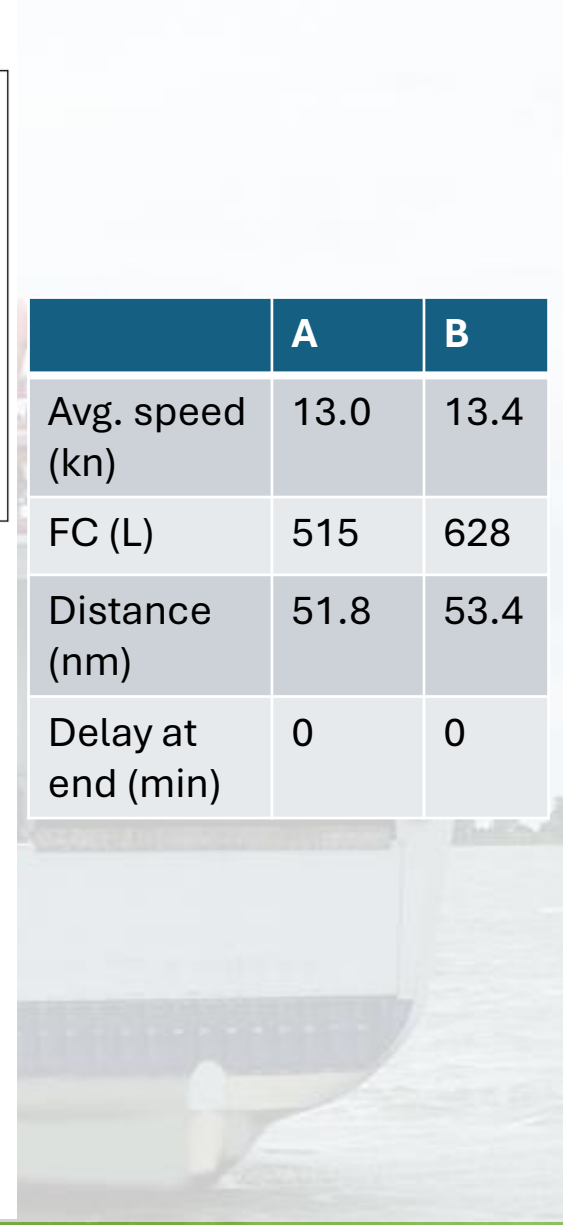 A B
Avg. speed 13.0 13.4
(kn)
FC (L) 515 628
Distance 51.8 53.4
(nm)
Delay at 0 0
end (min)